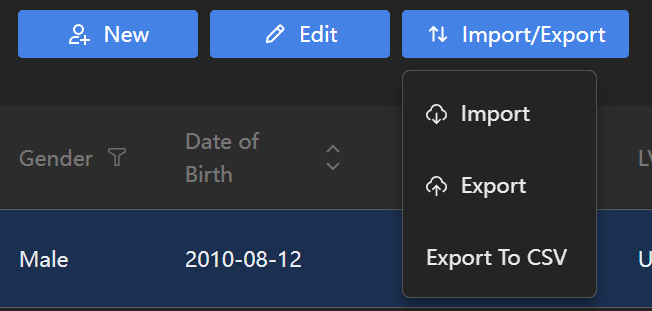 New
Edit
Import/Export
Import
Export
Export To CSV
Gender
Date of
Birth
Male
2010-08-12